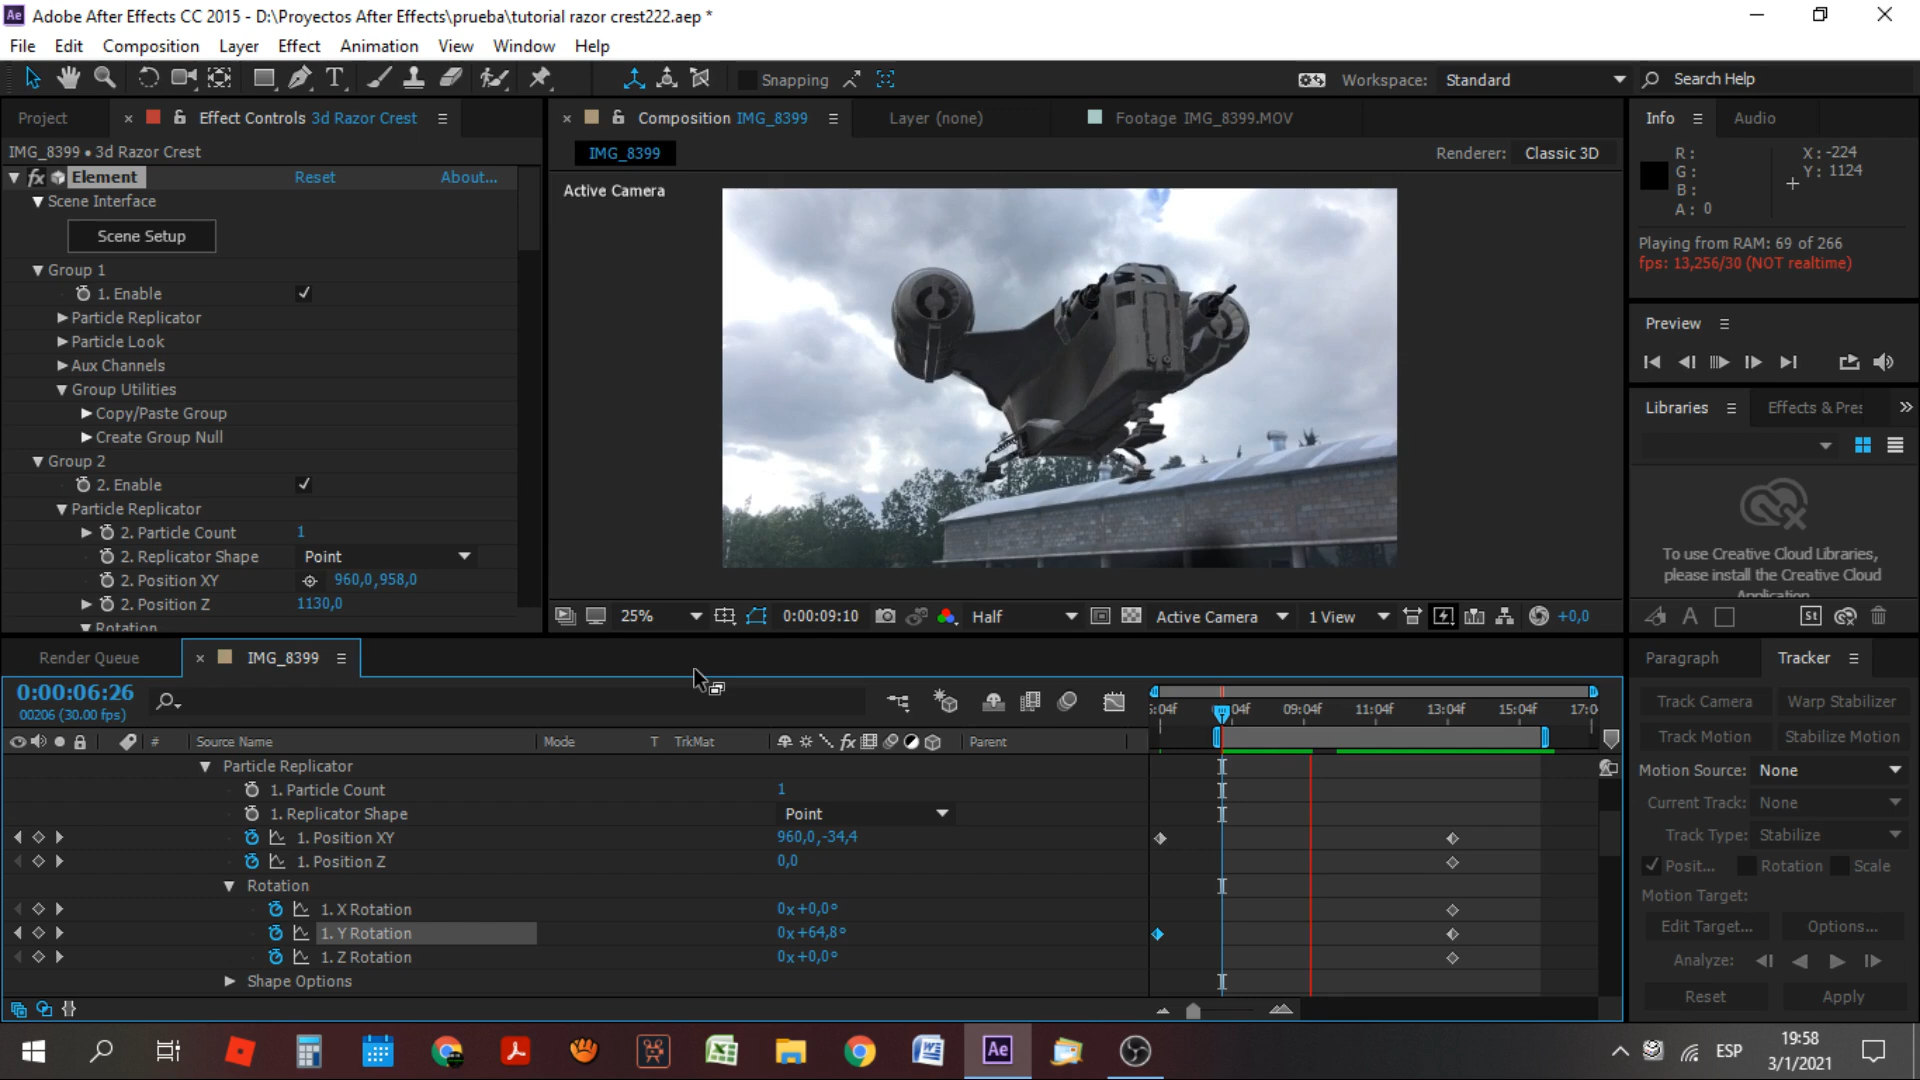 Adobe After Effects CC 2015 - D:\Proyectos After Effects\prueba\tutorial razor crest222.aep *
File Edit Composition Layer Effect Animation View Window Help
Snapping
Workspace: Standard
Search Help
Project
Effect Controls 3d Razor Crest
IMG_8399 • 3d Razor Crest
Element Reset About...
Scene Interface
Scene Setup
Group 1
1. Enable
Particle Replicator
Particle Look
Aux Channels
Group Utilities
Copy/Paste Group
Create Group Null
Group 2
2. Enable
Particle Replicator
2. Particle Count 1
2. Replicator Shape Point
2. Position XY 960,0,958,0
2. Position Z 1130,0
Rotation
Composition IMG_8399
Layer (none)
Footage IMG_8399.MOV
IMG_8399
Renderer: Classic 3D
Active Camera
25% 0:00:09:10 Half Active Camera 1 View +0,0
Info Audio
R: X: -224
G: Y: 1124
B:
A: 0
Playing from RAM: 69 of 266
fps: 13,256/30 (NOT realtime)
Preview
Libraries Effects & Pres
To use Creative Cloud Libraries,
please install the Creative Cloud
Application
St
Render Queue
IMG_8399
0:00:06:26
00206 (30.00 fps)
# Source Name Mode T TrkMat fx Parent
5:04f 04f 09:04f 11:04f 13:04f 15:04f 17:0
Particle Replicator
1. Particle Count 1
1. Replicator Shape Point
1. Position XY 960,0,-34,4
1. Position Z 0,0
Rotation
1. X Rotation 0x+0,0°
1. Y Rotation 0x+64,8°
1. Z Rotation 0x+0,0°
Shape Options
Paragraph Tracker
Track Camera Warp Stabilizer
Track Motion Stabilize Motion
Motion Source: None
Current Track: None
Track Type: Stabilize
Posit... Rotation Scale
Motion Target:
Edit Target... Options...
Analyze:
Reset Apply
Ae
ESP
19:58
3/1/2021